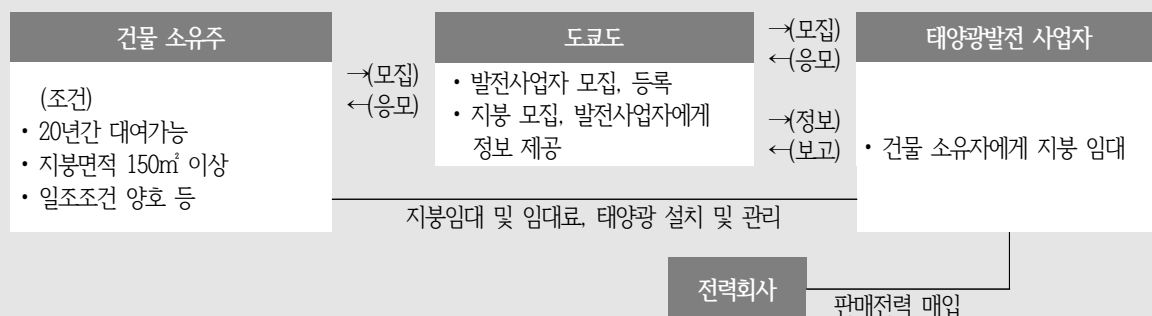 건물 소유주
(조건)
• 20년간 대여가능
• 지붕면적 150㎡ 이상
• 일조조건 양호 등
→(모집)
←(응모)
도쿄도
• 발전사업자 모집, 등록
• 지붕 모집, 발전사업자에게
정보 제공
→(모집)
←(응모)
→(정보)
←(보고)
태양광발전 사업자
• 건물 소유자에게 지붕 임대
지붕임대 및 임대료, 태양광 설치 및 관리
전력회사
판매전력 매입